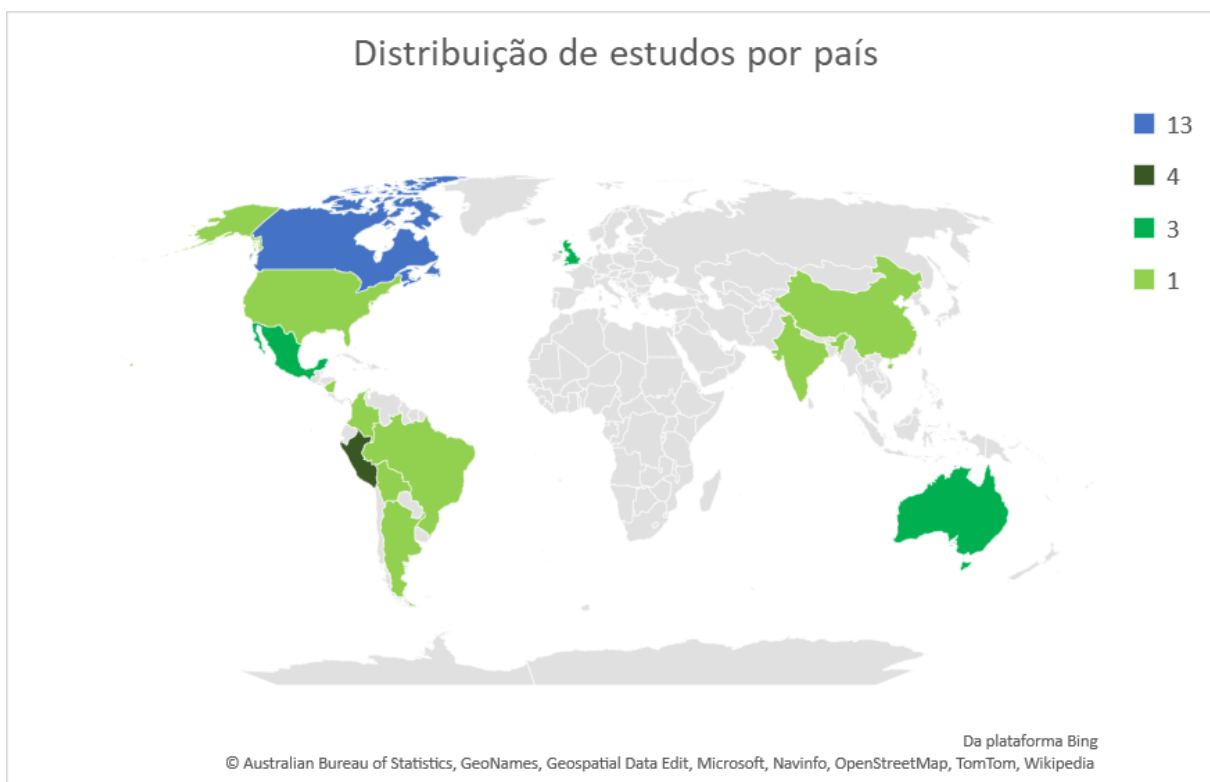 Distribuição de estudos por país
13
4
3
1
Da plataforma Bing
© Australian Bureau of Statistics, GeoNames, Geospatial Data Edit, Microsoft, Navinfo, OpenStreetMap, TomTom, Wikipedia